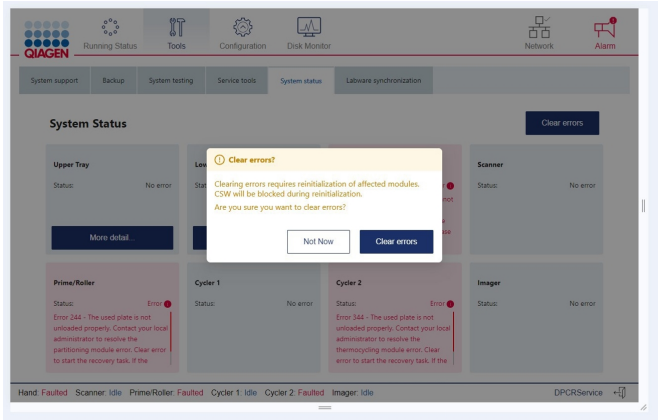 QIAGEN
Running Status
Tools
Configuration
Disk Monitor
Network
Alarm
System support
Backup
System testing
Service tools
System status
Labware synchronization
System Status
Clear errors
Upper Tray
Status: No error
More detail...
Low
Stat
not
se
Scanner
Status: No error
Clear errors?
Clearing errors requires reinitialization of affected modules.
CSW will be blocked during reinitialization.
Are you sure you want to clear errors?
Not Now
Clear errors
Prime/Roller
Status: Error
Error 244 - The used plate is not
unloaded properly. Contact your local
administrator to resolve the
partitioning module error. Clear error
to start the recovery task. If the
Cycler 1
Status: No error
Cycler 2
Status: Error
Error 344 - The used plate is not
unloaded properly. Contact your local
administrator to resolve the
thermocycling module error. Clear
error to start the recovery task. If the
Imager
Status: No error
Hand: Faulted Scanner: Idle Prime/Roller: Faulted Cycler 1: Idle Cycler 2: Faulted Imager: Idle
DPCRService